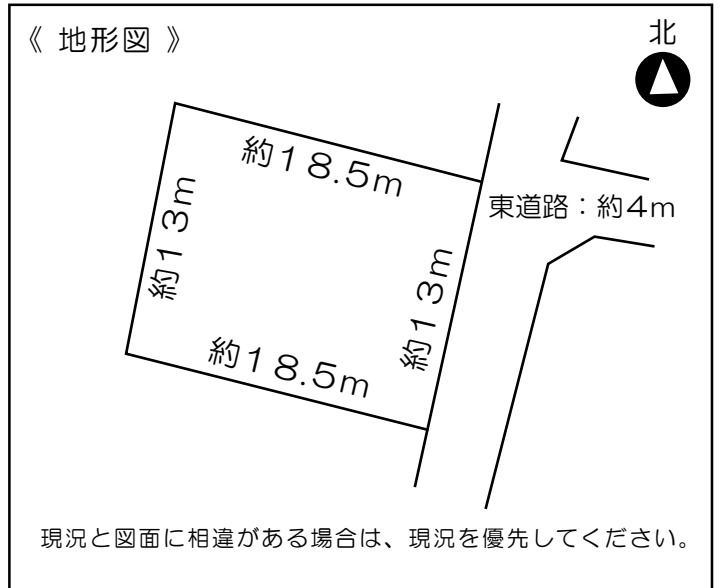 《 地形図 》
北
約１８.５m
東道路：約４m
約１３m
約１３m
約１８.５m
現況と図面に相違がある場合は、現況を優先してください。